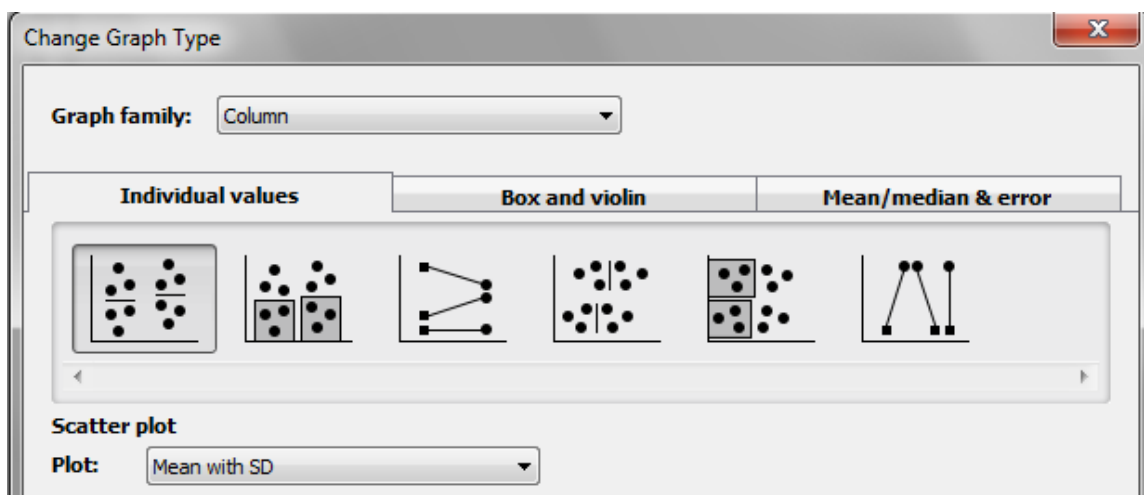 Change Graph Type
X
Graph family: Column
Individual values Box and violin Mean/median & error
Scatter plot
Plot: Mean with SD